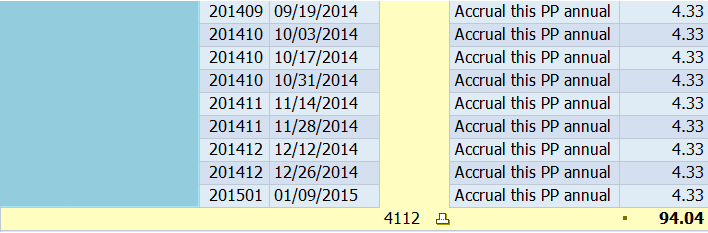 201409 09/19/2014 Accrual this PP annual 4.33
201410 10/03/2014 Accrual this PP annual 4.33
201410 10/17/2014 Accrual this PP annual 4.33
201410 10/31/2014 Accrual this PP annual 4.33
201411 11/14/2014 Accrual this PP annual 4.33
201411 11/28/2014 Accrual this PP annual 4.33
201412 12/12/2014 Accrual this PP annual 4.33
201412 12/26/2014 Accrual this PP annual 4.33
201501 01/09/2015 Accrual this PP annual 4.33
4112 94.04